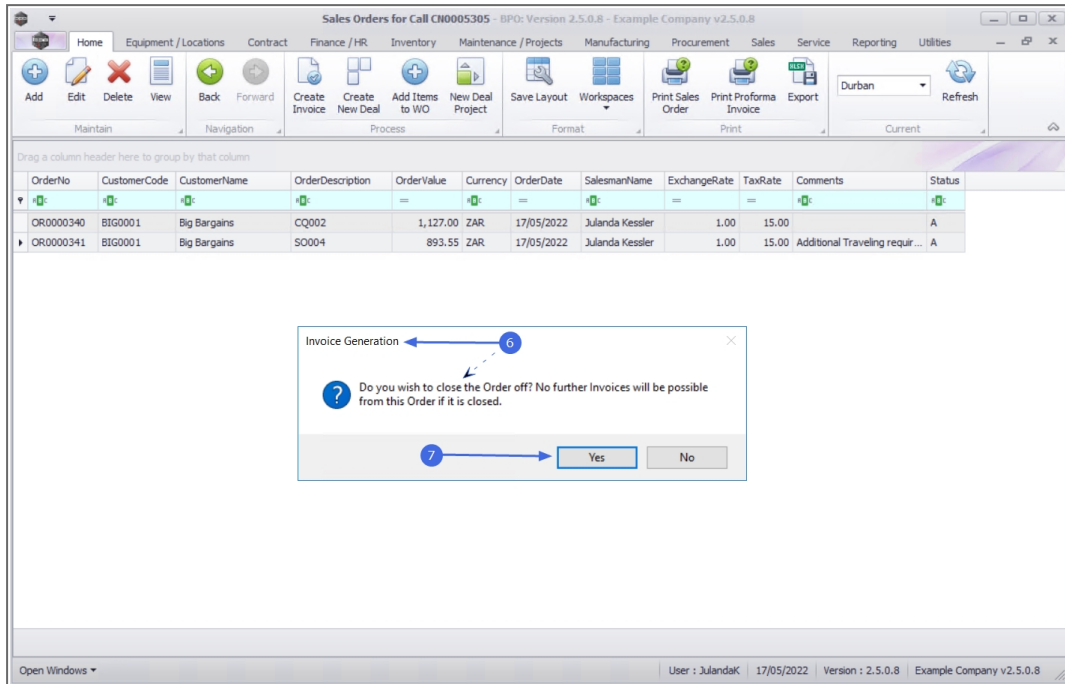 Sales Orders for Call CN0005305 - BPO: Version 2.5.0.8 - Example Company v2.5.0.8
Home Equipment / Locations Contract Finance / HR Inventory Maintenance / Projects Manufacturing Procurement Sales Service Reporting Utilities
Add Edit Delete View Back Forward Create Invoice Create New Deal Add Items to WO New Deal Project Save Layout Workspaces Print Sales Order Print Proforma Invoice Export Durban Refresh
Maintain Navigation Process Format Print Current
Drag a column header here to group by that column
OrderNo CustomerCode CustomerName OrderDescription OrderValue Currency OrderDate SalesmanName ExchangeRate TaxRate Comments Status
OR0000340 BIG0001 Big Bargains CQ002 1,127.00 ZAR 17/05/2022 Julanda Kessler 1.00 15.00 A
OR0000341 BIG0001 Big Bargains SO004 893.55 ZAR 17/05/2022 Julanda Kessler 1.00 15.00 Additional Traveling requir... A
Invoice Generation 6
Do you wish to close the Order off? No further Invoices will be possible
from this Order if it is closed.
7 Yes No
Open Windows User : JulandaK 17/05/2022 Version : 2.5.0.8 Example Company v2.5.0.8